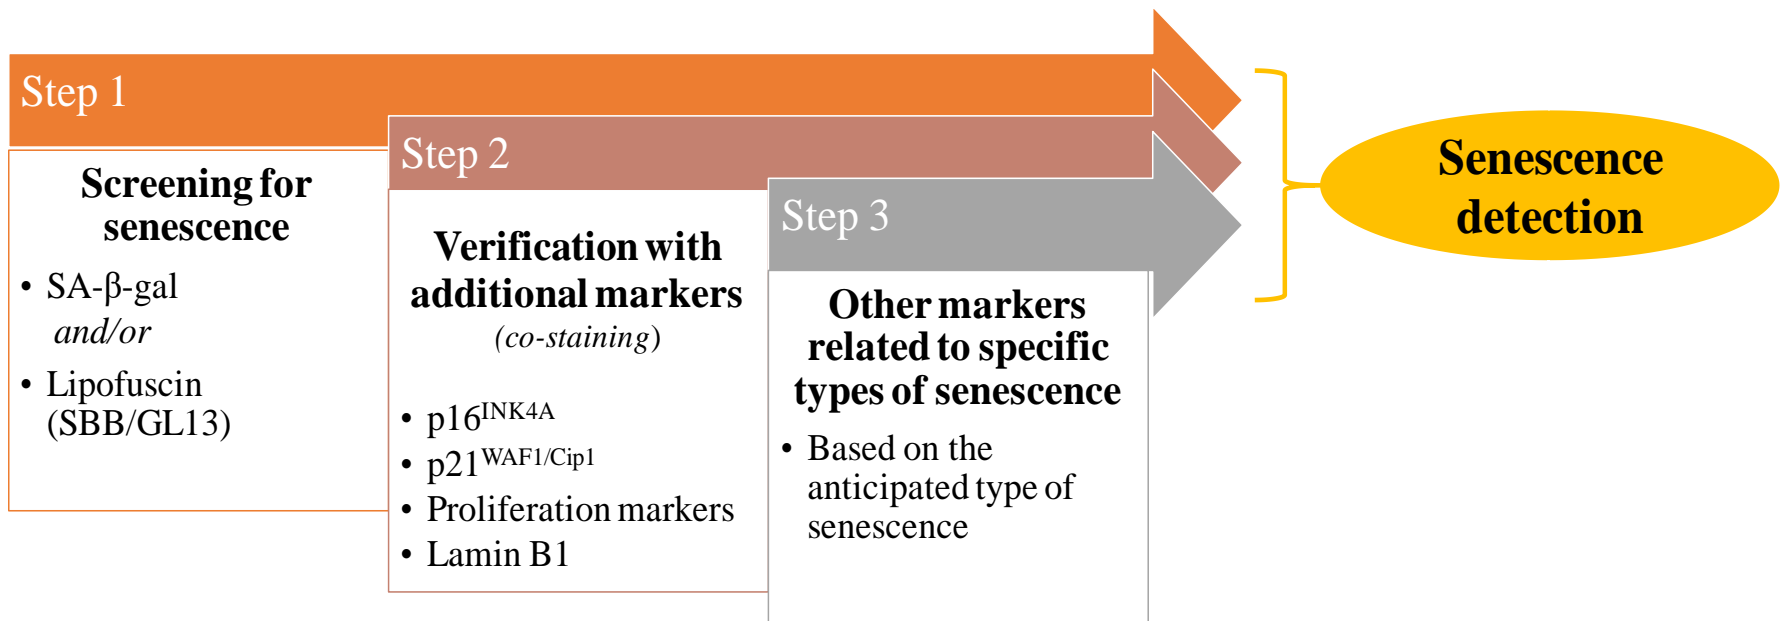 Step 1
Screening for
senescence
• SA-β-gal
and/or
• Lipofuscin
(SBB/GL13)
Step 2
Verification with
additional markers
(co-staining)
• p16INK4A
• p21WAF1/Cip1
• Proliferation markers
• Lamin B1
Step 3
Other markers
related to specific
types of senescence
• Based on the
anticipated type of
senescence
Senescence
detection